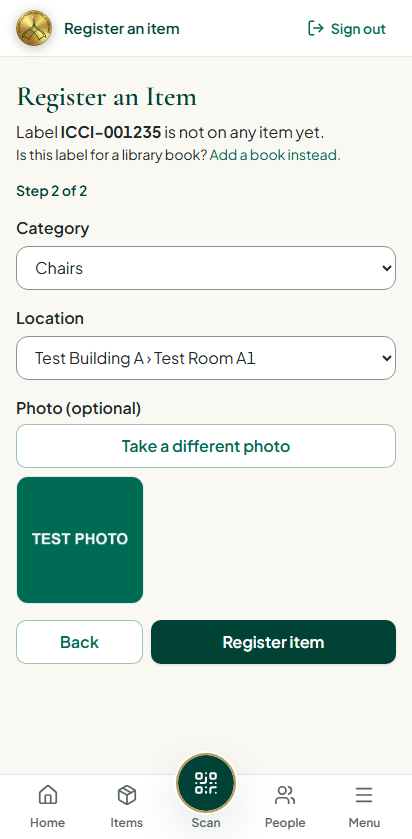 Register an item
Sign out
Register an Item
Label ICCI-001235 is not on any item yet.
Is this label for a library book? Add a book instead.
Step 2 of 2
Category
Chairs
Location
Test Building A › Test Room A1
Photo (optional)
Take a different photo
TEST PHOTO
Back
Register item
Home
Items
Scan
People
Menu